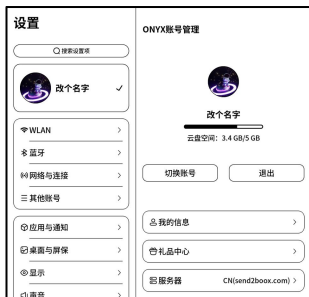 设置
搜索设置项
改个名字
WLAN
蓝牙
网络与连接
其他账号
应用与通知
桌面与屏保
显示
声音
ONYX账号管理
改个名字
云盘空间：3.4 GB/5 GB
切换账号
退出
我的信息
礼品中心
服务器 CN(send2boox.com)